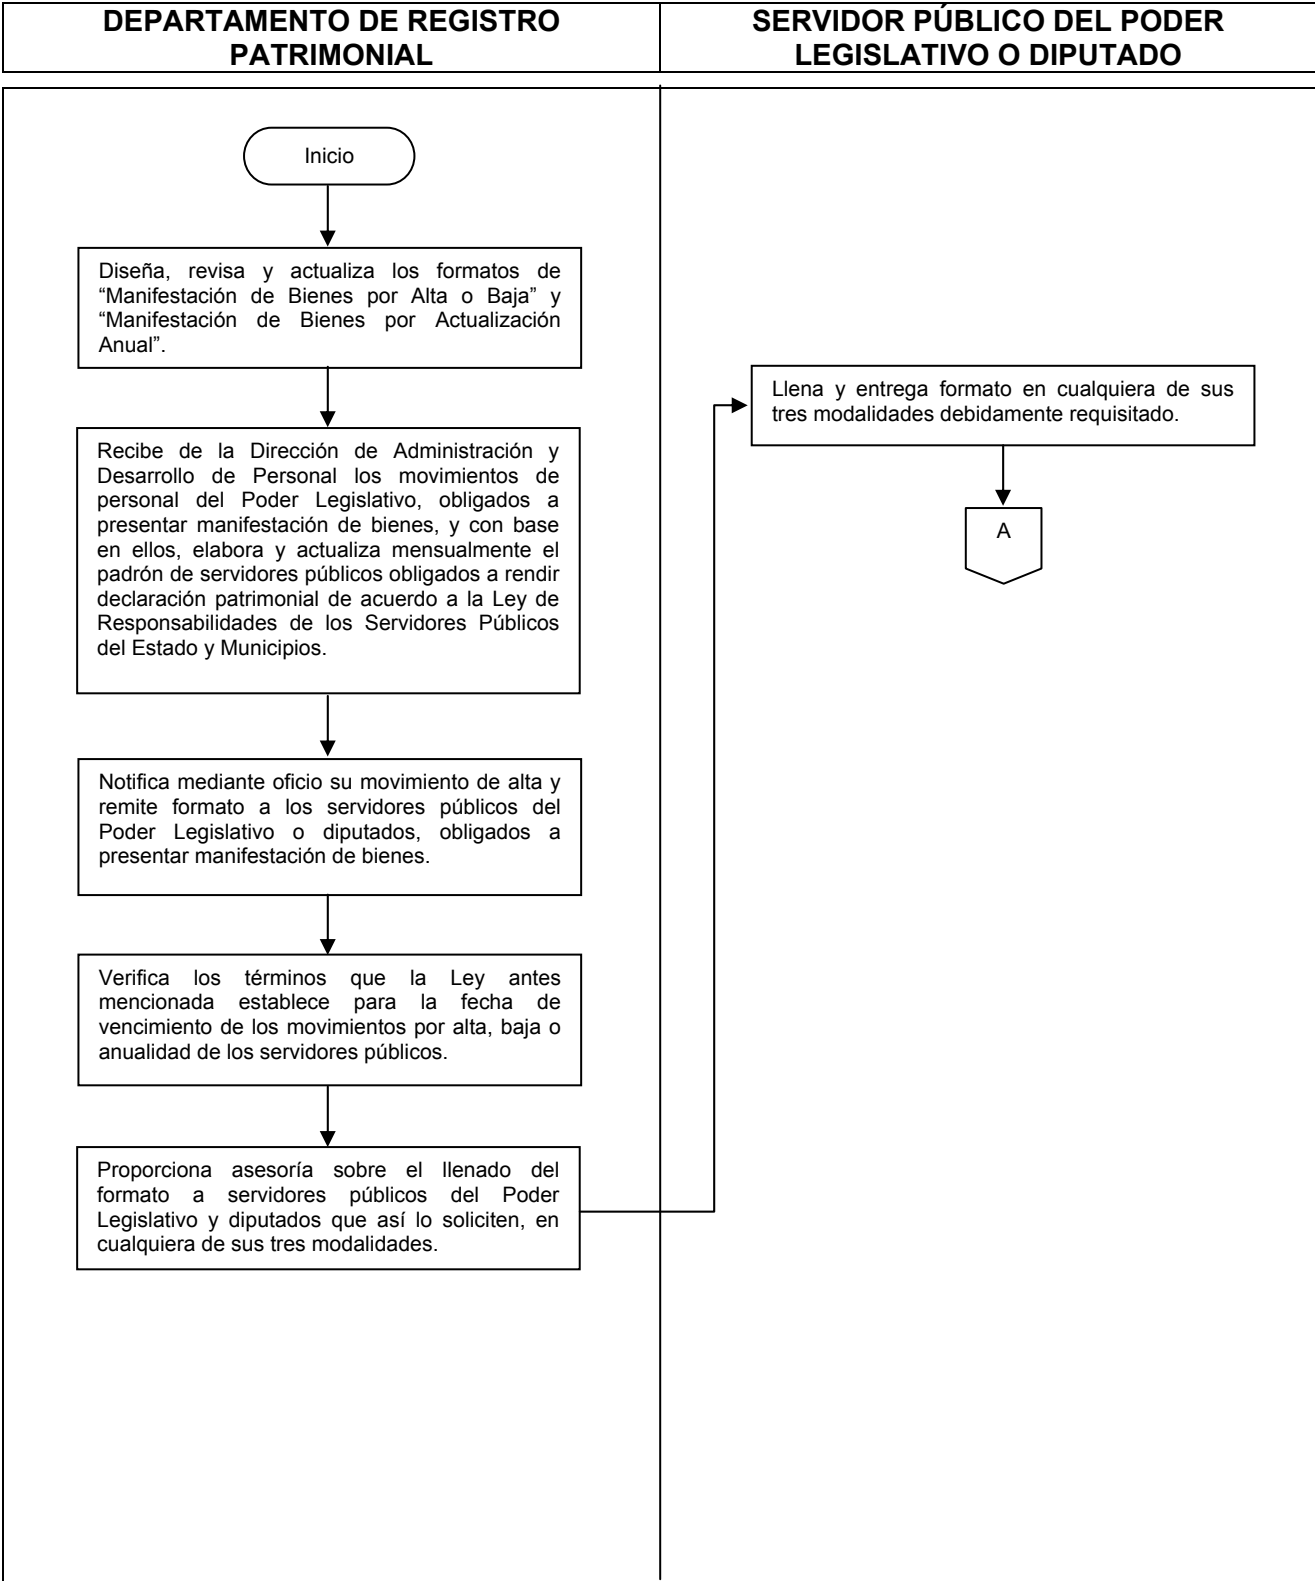 DEPARTAMENTO DE REGISTRO
PATRIMONIAL
SERVIDOR PÚBLICO DEL PODER
LEGISLATIVO O DIPUTADO
Inicio
Diseña, revisa y actualiza los formatos de
“Manifestación de Bienes por Alta o Baja” y
“Manifestación de Bienes por Actualización
Anual”.
Recibe de la Dirección de Administración y
Desarrollo de Personal los movimientos de
personal del Poder Legislativo, obligados a
presentar manifestación de bienes, y con base
en ellos, elabora y actualiza mensualmente el
padrón de servidores públicos obligados a rendir
declaración patrimonial de acuerdo a la Ley de
Responsabilidades de los Servidores Públicos
del Estado y Municipios.
Notifica mediante oficio su movimiento de alta y
remite formato a los servidores públicos del
Poder Legislativo o diputados, obligados a
presentar manifestación de bienes.
Verifica los términos que la Ley antes
mencionada establece para la fecha de
vencimiento de los movimientos por alta, baja o
anualidad de los servidores públicos.
Proporciona asesoría sobre el llenado del
formato a servidores públicos del Poder
Legislativo y diputados que así lo soliciten, en
cualquiera de sus tres modalidades.
Llena y entrega formato en cualquiera de sus
tres modalidades debidamente requisitado.
A